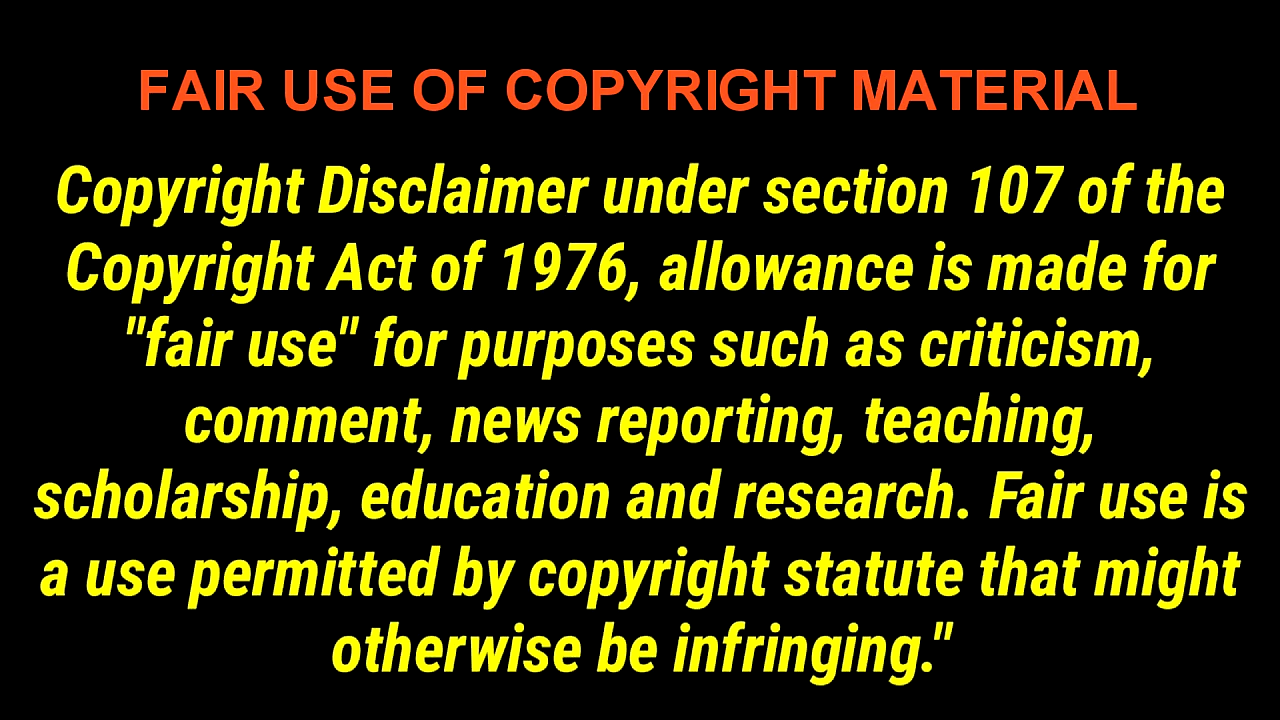 FAIR USE OF COPYRIGHT MATERIAL
Copyright Disclaimer under section 107 of the
Copyright Act of 1976, allowance is made for
"fair use" for purposes such as criticism,
comment, news reporting, teaching,
scholarship, education and research. Fair use is
a use permitted by copyright statute that might
otherwise be infringing."